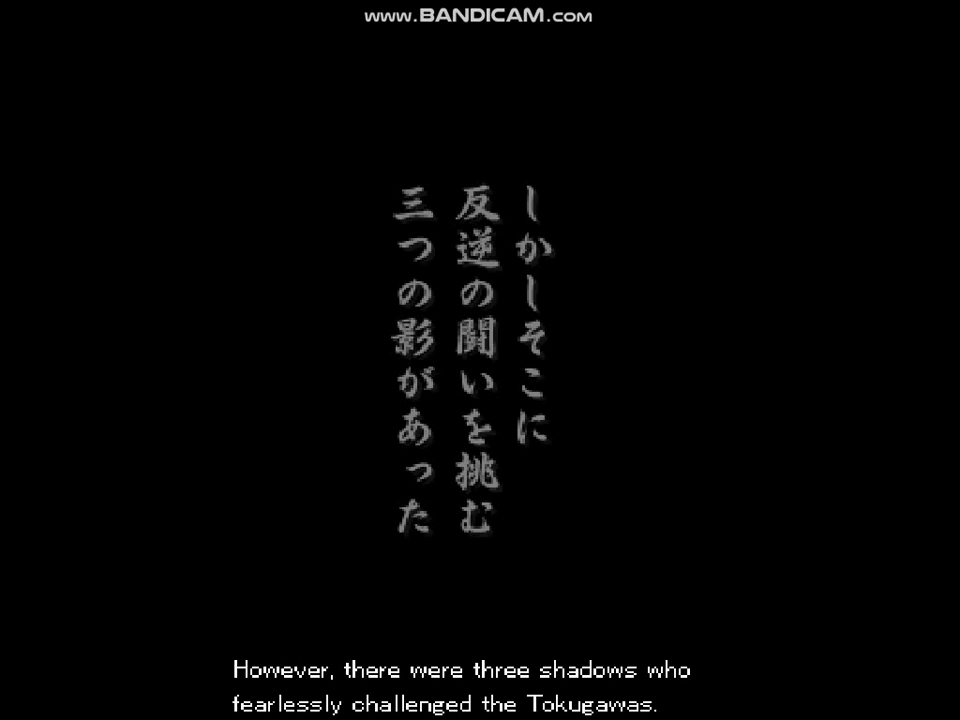 www.BANDICAM.com
しかしそこに
反逆の闘いを挑む
三つの影があった
However, there were three shadows who
fearlessly challenged the Tokugawas.